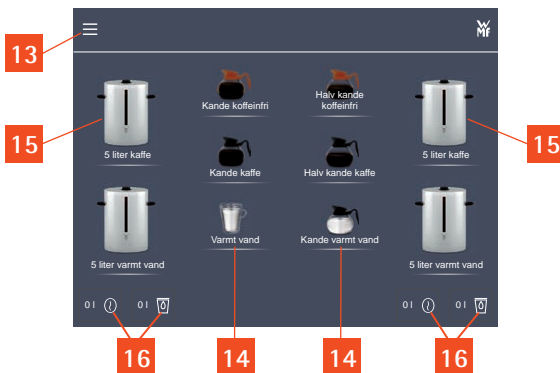 13
WMF
15
5 liter kaffe
Kande koffeinfri
Halv kande
koffeinfri
5 liter kaffe
15
Kande kaffe
Halv kande kaffe
5 liter varmt vand
Varmt vand
Kande varmt vand
5 liter varmt vand
0 l
0 l
0 l
0 l
16
14
14
16